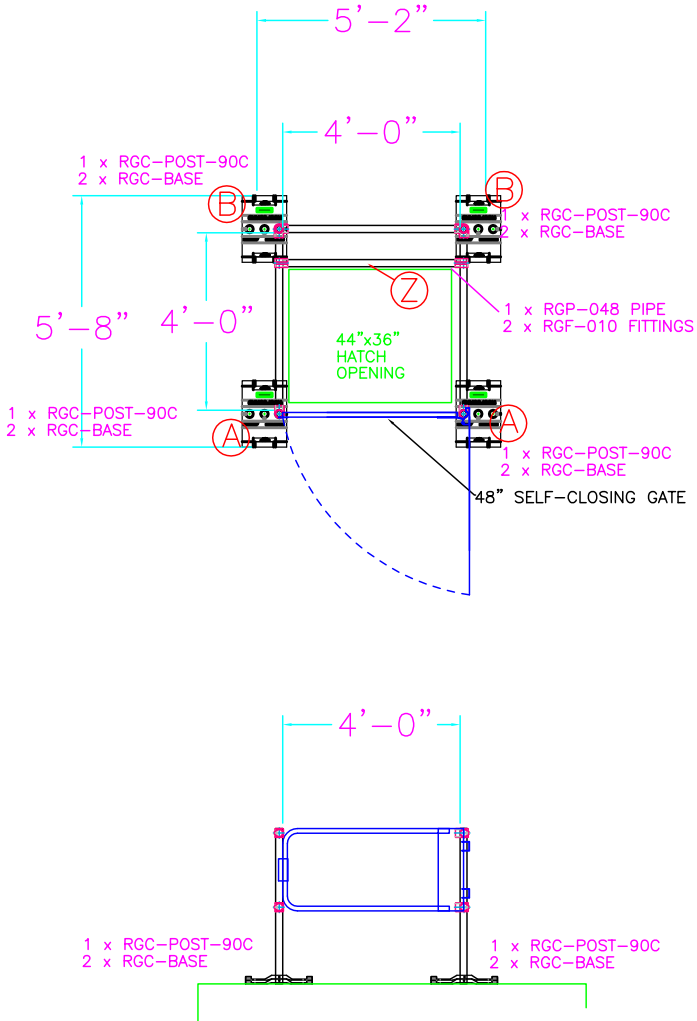 5'-2"
4'-0"
1 x RGC-POST-90C
2 x RGC-BASE
B
B
1 x RGC-POST-90C
2 x RGC-BASE
Z
1 x RGP-048 PIPE
2 x RGF-010 FITTINGS
5'-8"
4'-0"
44"x36"
HATCH
OPENING
1 x RGC-POST-90C
2 x RGC-BASE
A
A
1 x RGC-POST-90C
2 x RGC-BASE
48" SELF-CLOSING GATE
4'-0"
1 x RGC-POST-90C
2 x RGC-BASE
1 x RGC-POST-90C
2 x RGC-BASE